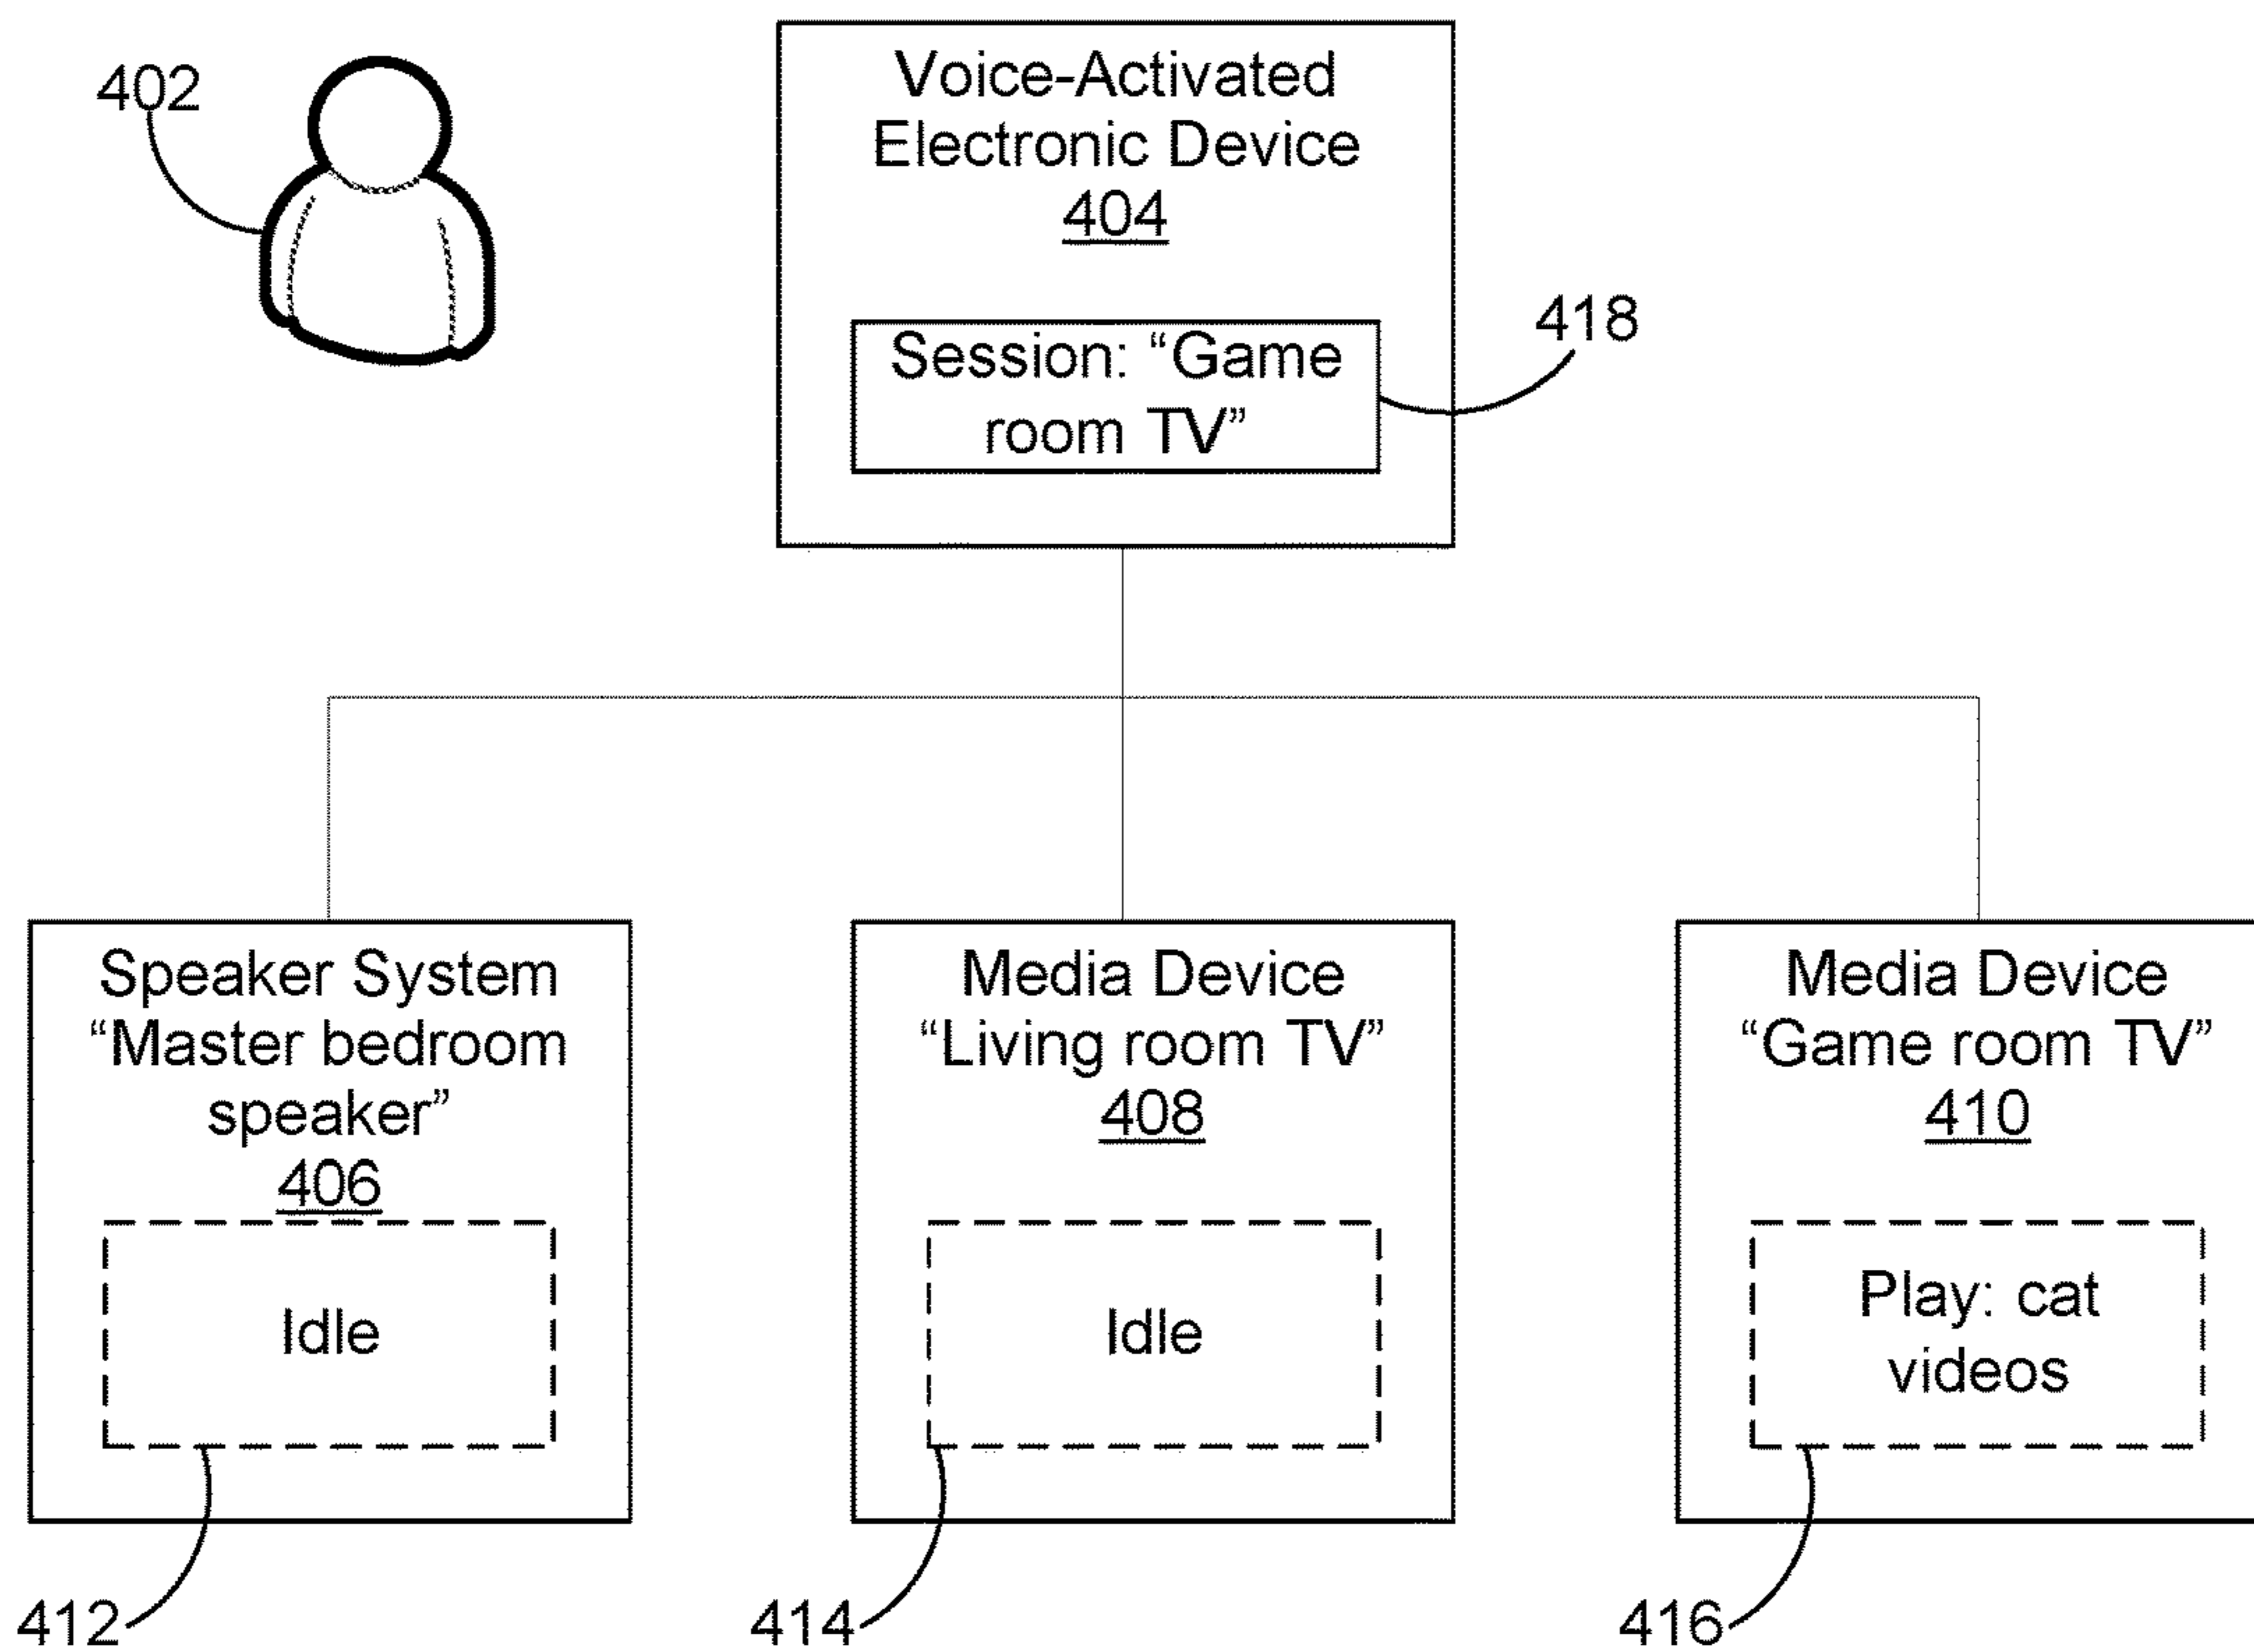 402
Voice-Activated
Electronic Device
404
Session: “Game
room TV”
418
Speaker System
“Master bedroom
speaker”
406
Idle
412
Media Device
“Living room TV”
408
Idle
414
Media Device
“Game room TV”
410
Play: cat
videos
416